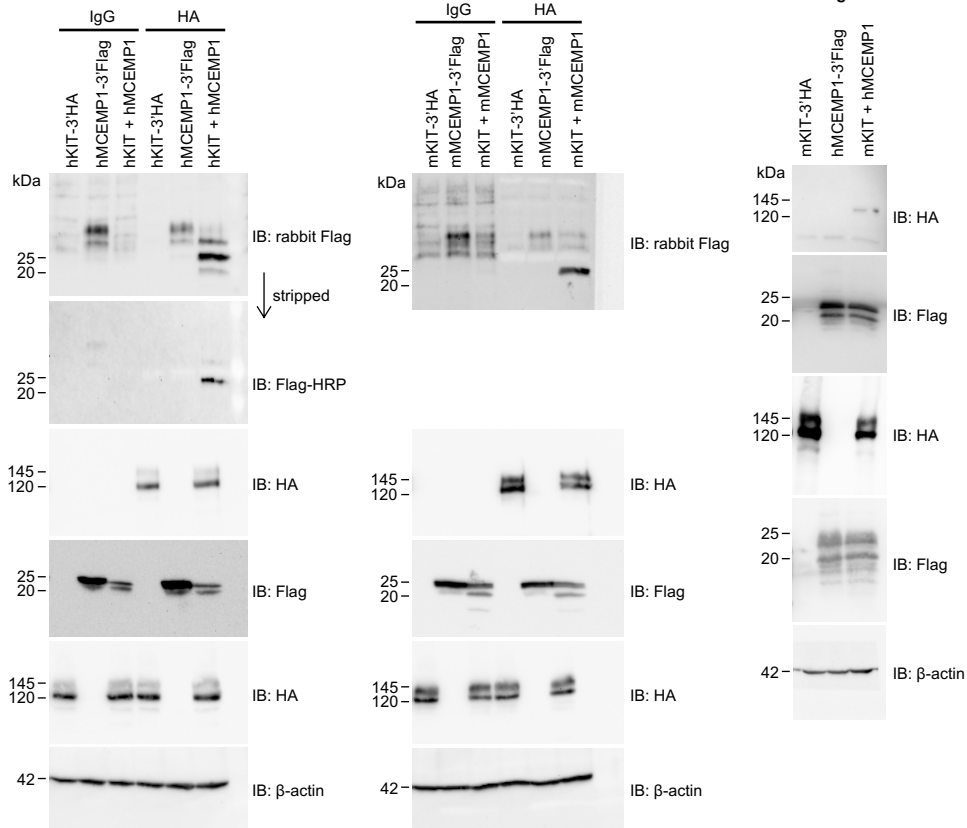 IgG HA
hKIT-3'HA
hMCEMP1-3'Flag
hKIT + hMCEMP1
hKIT-3'HA
hMCEMP1-3'Flag
hKIT + hMCEMP1
kDa
25
20
IB: rabbit Flag
stripped
25
20
IB: Flag-HRP
145
120
IB: HA
25
20
IB: Flag
145
120
IB: HA
42
IB: β-actin
IgG HA
mKIT-3'HA
mMCEMP1-3'Flag
mKIT + mMCEMP1
mKIT-3'HA
mMCEMP1-3'Flag
mKIT + mMCEMP1
kDa
25
20
IB: rabbit Flag
145
120
IB: HA
25
20
IB: Flag
145
120
IB: HA
42
IB: β-actin
mKIT-3'HA
hMCEMP1-3'Flag
mKIT + hMCEMP1
kDa
145
120
IB: HA
25
20
IB: Flag
145
120
IB: HA
25
20
IB: Flag
42
IB: β-actin